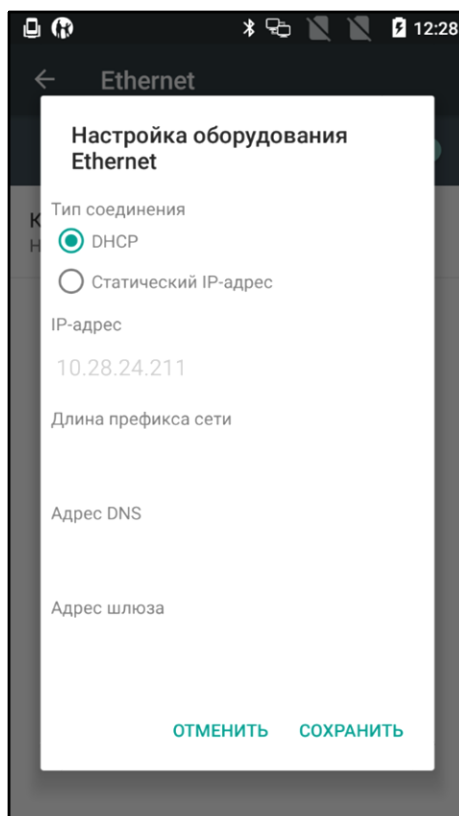 12:28
Ethernet
Настройка оборудования
Ethernet
К
Тип соединения
Н
DHCP
Статический IP-адрес
IP-адрес
10.28.24.211
Длина префикса сети
Адрес DNS
Адрес шлюза
ОТМЕНИТЬ СОХРАНИТЬ